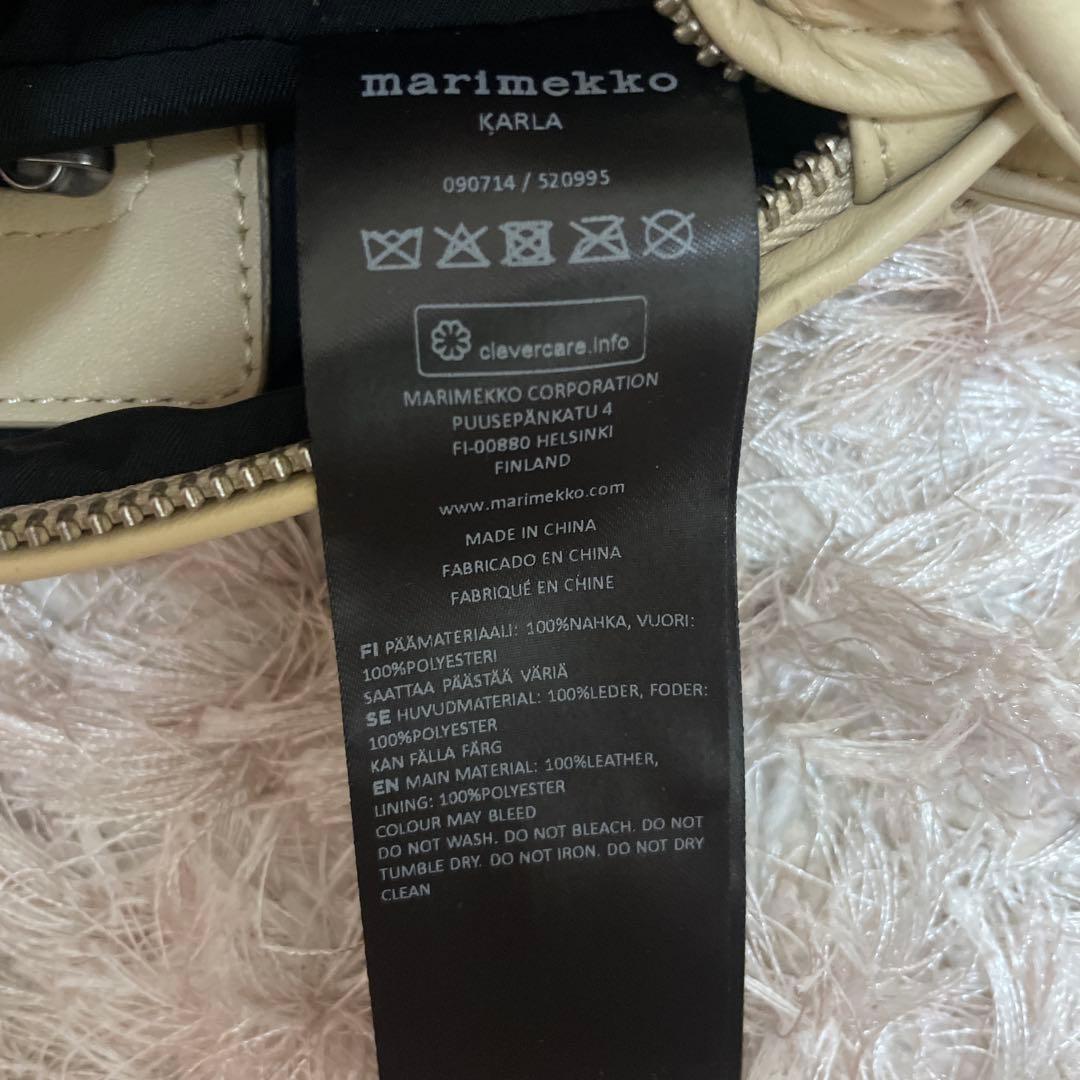 marimekko
ĶARLA
090714 / 520995
clevercare.info
MARIMEKKO CORPORATION
PUUSEPÄNKATU 4
FI-00880 HELSINKI
FINLAND
www.marimekko.com
MADE IN CHINA
FABRICADO EN CHINA
FABRIQUÉ EN CHINE
FI PÄÄMATERIAALI: 100%NAHKA, VUORI:
100%POLYESTERI
SAATTAA PÄÄSTÄÄ VÄRIÄ
SE HUVUDMATERIAL: 100%LEDER, FODER:
100%POLYESTER
KAN FÄLLA FÄRG
EN MAIN MATERIAL: 100%LEATHER,
LINING: 100%POLYESTER
COLOUR MAY BLEED
DO NOT WASH. DO NOT BLEACH. DO NOT
TUMBLE DRY. DO NOT IRON. DO NOT DRY
CLEAN